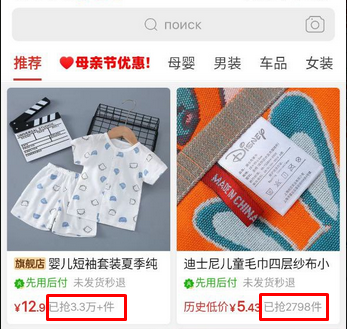 поиск
推荐 ❤母亲节优惠! 母婴 男装 车品 女装
Disney
MADE IN CHINA
旗舰店 婴儿短袖套装夏季纯
先用后付 未发货秒退
¥12.9 已抢3.3万+件
迪士尼儿童毛巾四层纱布小
先用后付 未发货秒退
历史低价¥5.43 已抢2798件